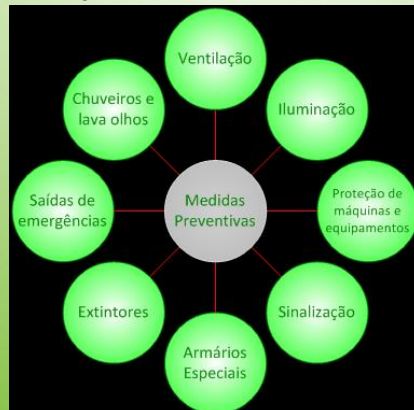 Ventilação
Iluminação
Proteção de
máquinas e
equipamentos
Sinalização
Armários
Especiais
Extintores
Saídas de
emergências
Chuveiros e
lava olhos
Medidas
Preventivas